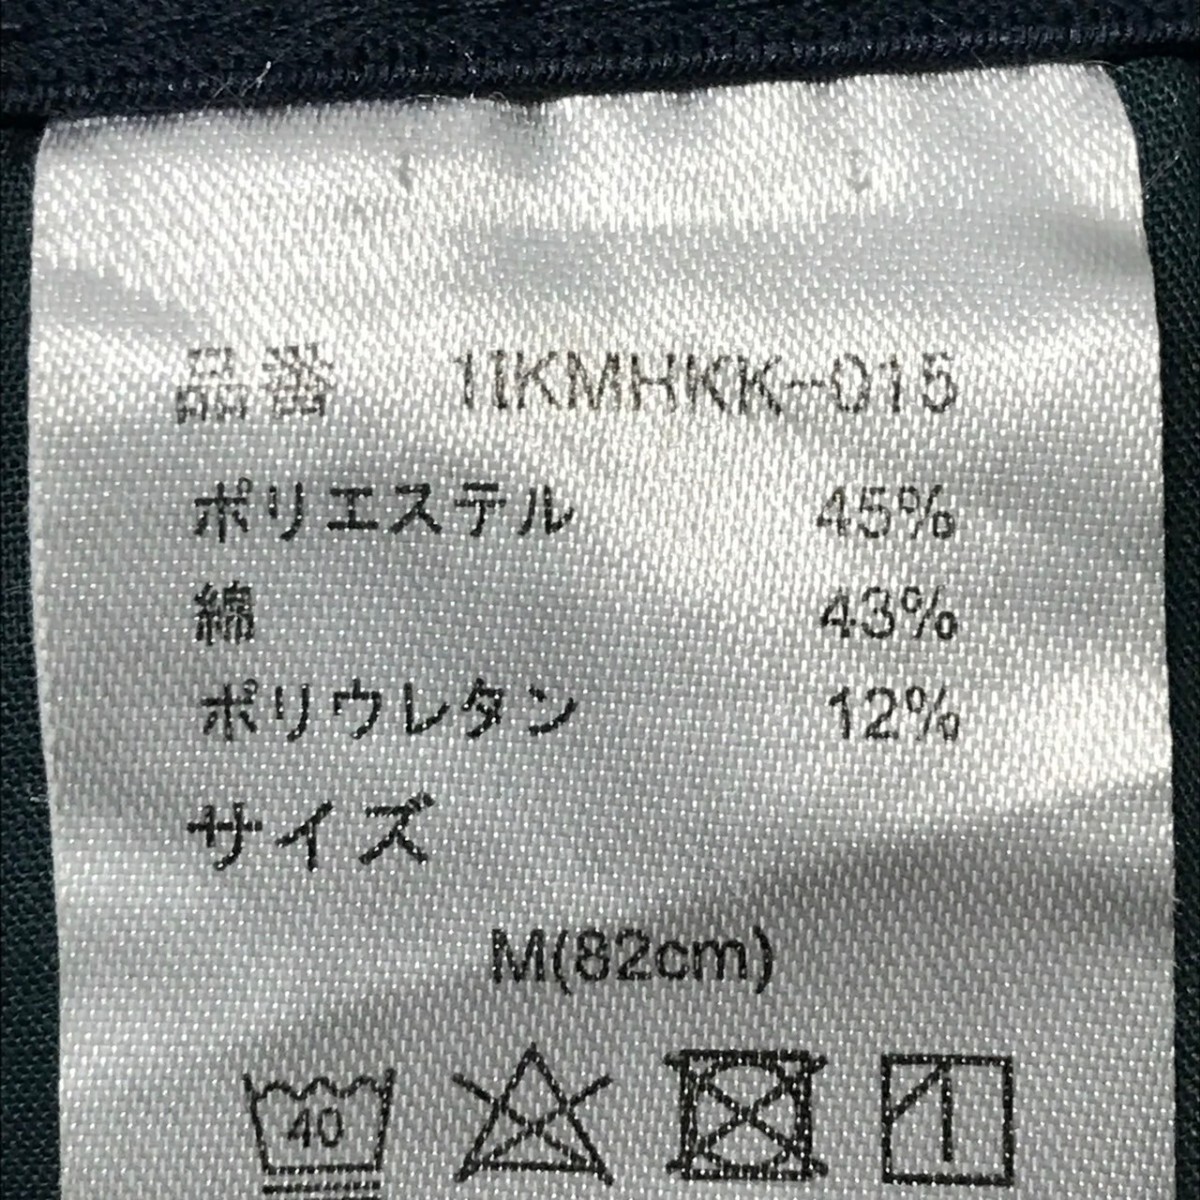 品番 1IKMHKK-015
ポリエステル 45%
綿 43%
ポリウレタン 12%
サイズ
M(82cm)
40